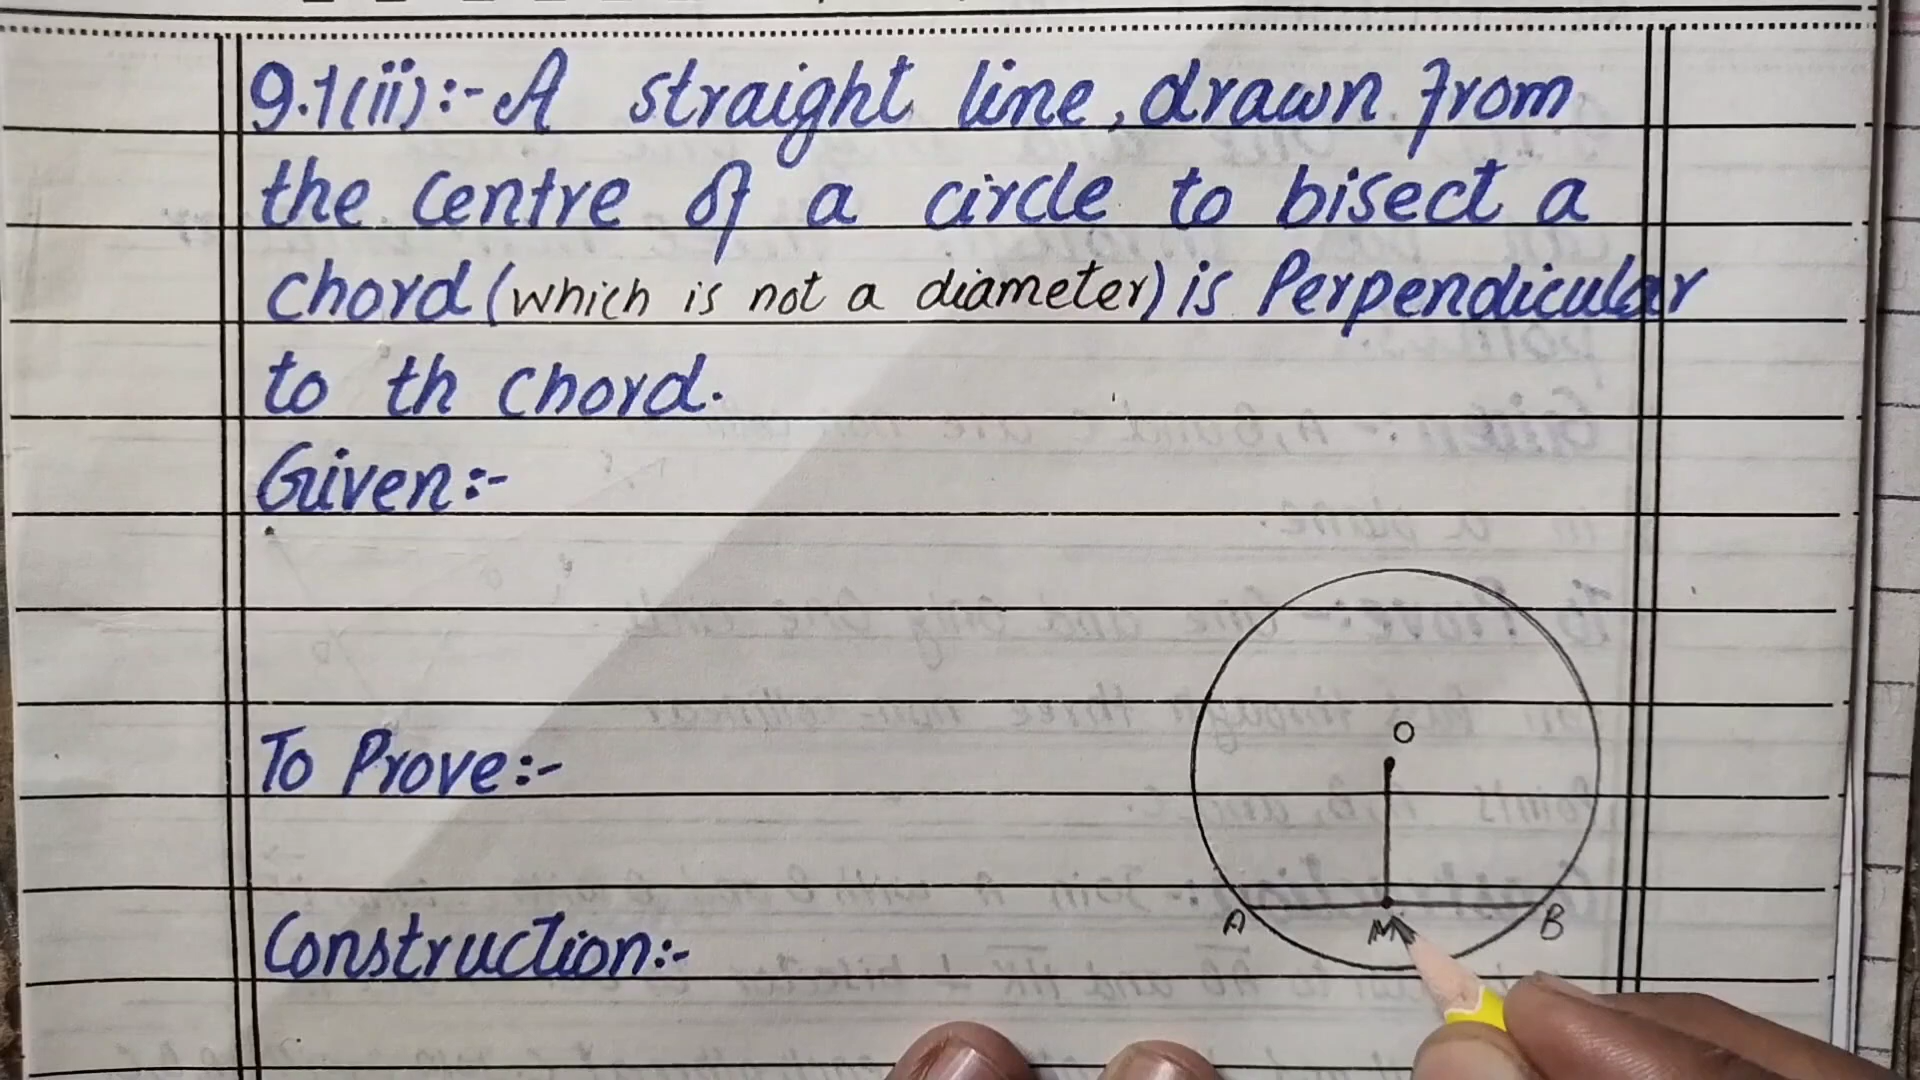 9.1(ii):- A straight line, drawn from
the centre of a circle to bisect a
chord (which is not a diameter) is Perpendicular
to th chord.
Given:-
To Prove:-
O
A M B
Construction:-